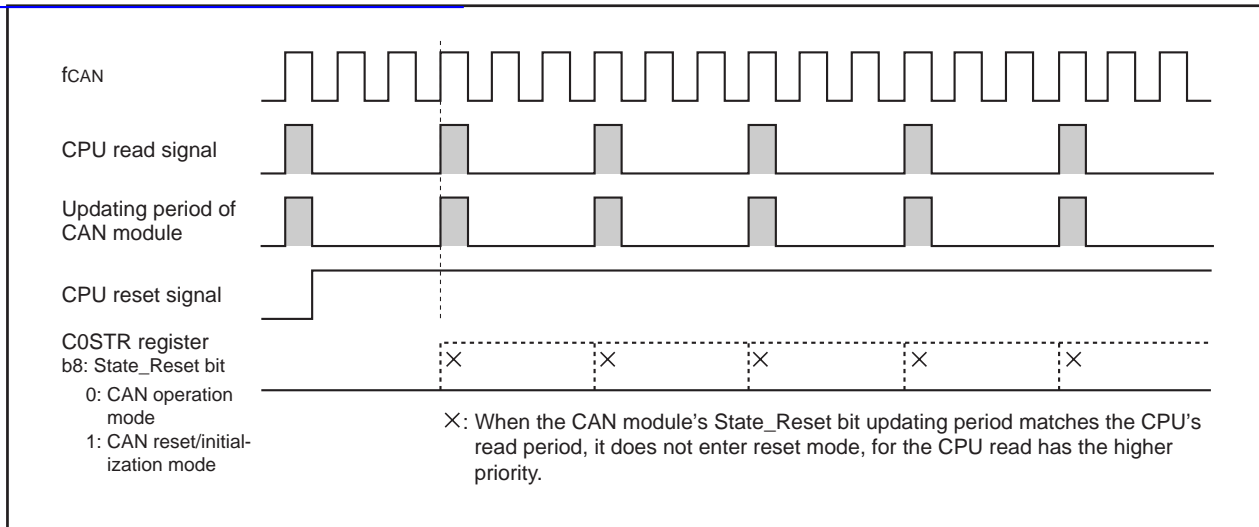 fCAN
CPU read signal
Updating period of
CAN module
CPU reset signal
C0STR register
b8: State_Reset bit
0: CAN operation
mode
1: CAN reset/initial-
ization mode
×: When the CAN module's State_Reset bit updating period matches the CPU's
read period, it does not enter reset mode, for the CPU read has the higher
priority.